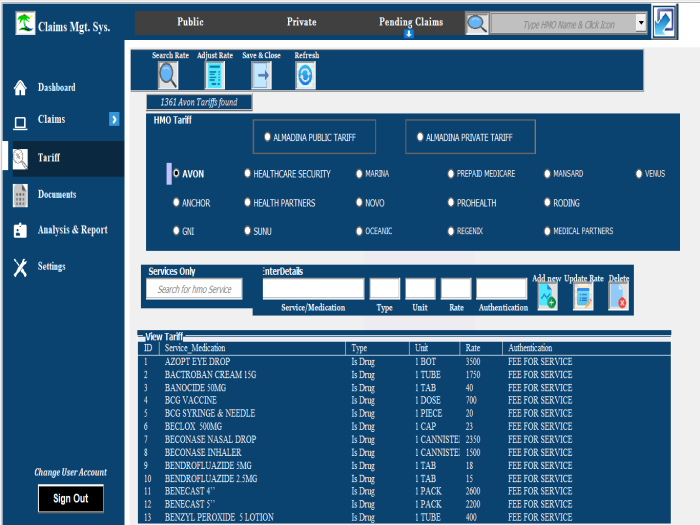 Claims Mgt. Sys.
Public Private Pending Claims Type HMO Name & Click Icon
Search Rate Adjust Rate Save & Close Refresh
1361 Avon Tariffs found
Dashboard
Claims
Tariff
Documents
Analysis & Report
Settings
Change User Account
Sign Out
HMO Tariff
ALMADINA PUBLIC TARIFF ALMADINA PRIVATE TARIFF
AVON HEALTHCARE SECURITY MARINA PREPAID MEDICARE MANSARD VENUS
ANCHOR HEALTH PARTNERS NOVO PROHEALTH RODING
GNI SUNU OCEANIC REGENIX MEDICAL PARTNERS
Services Only EnterDetails
Search for hmo Service
Service/Medication Type Unit Rate Authentication
Add new Update Rate Delete
View Tariff
ID Service_Medication Type Unit Rate Authentication
1 AZOPT EYE DROP Is Drug 1 BOT 3500 FEE FOR SERVICE
2 BACTROBAN CREAM 15G Is Drug 1 TUBE 1750 FEE FOR SERVICE
3 BANOCIDE 50MG Is Drug 1 TAB 40 FEE FOR SERVICE
4 BCG VACCINE Is Drug 1 DOSE 700 FEE FOR SERVICE
5 BCG SYRINGE & NEEDLE Is Drug 1 PIECE 20 FEE FOR SERVICE
6 BECLOX 500MG Is Drug 1 CAP 23 FEE FOR SERVICE
7 BECONASE NASAL DROP Is Drug 1 CANNISTE 2350 FEE FOR SERVICE
8 BECONASE INHALER Is Drug 1 CANNISTE 1500 FEE FOR SERVICE
9 BENDROFLUAZIDE 5MG Is Drug 1 TAB 18 FEE FOR SERVICE
10 BENDROFLUAZIDE 2.5MG Is Drug 1 TAB 15 FEE FOR SERVICE
11 BENECAST 4'' Is Drug 1 PACK 2600 FEE FOR SERVICE
12 BENECAST 5'' Is Drug 1 PACK 2200 FEE FOR SERVICE
13 BENZYL PEROXIDE 5 LOTION Is Drug 1 TUBE 400 FEE FOR SERVICE